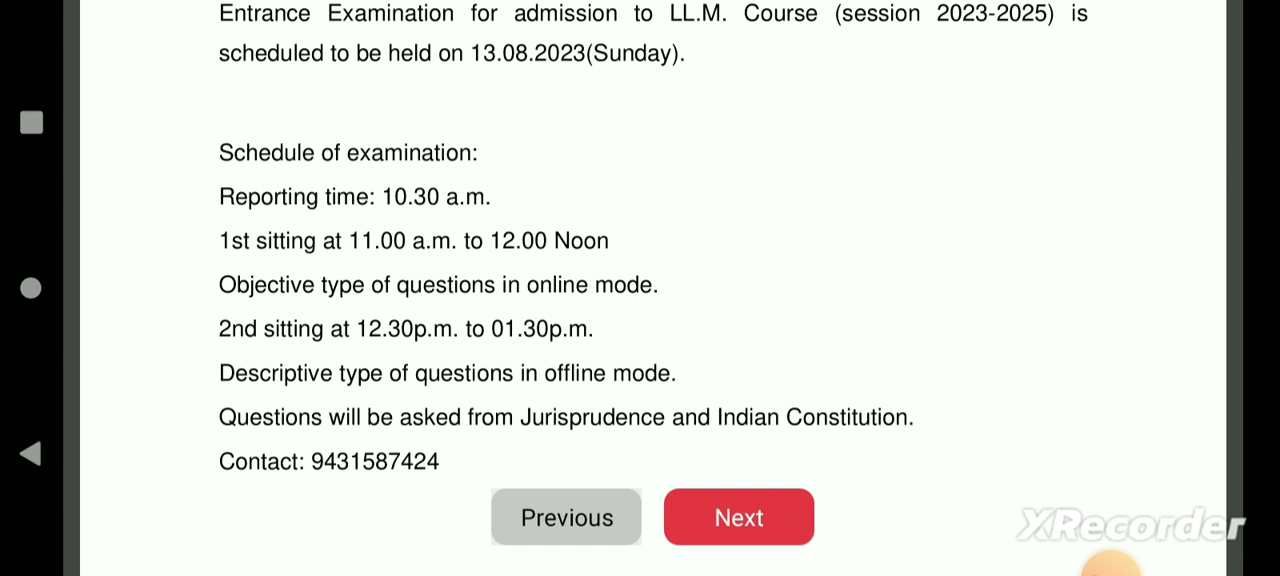 Entrance Examination for admission to LL.M. Course (session 2023-2025) is
scheduled to be held on 13.08.2023(Sunday).
Schedule of examination:
Reporting time: 10.30 a.m.
1st sitting at 11.00 a.m. to 12.00 Noon
Objective type of questions in online mode.
2nd sitting at 12.30p.m. to 01.30p.m.
Descriptive type of questions in offline mode.
Questions will be asked from Jurisprudence and Indian Constitution.
Contact: 9431587424
Previous Next
XRecorder